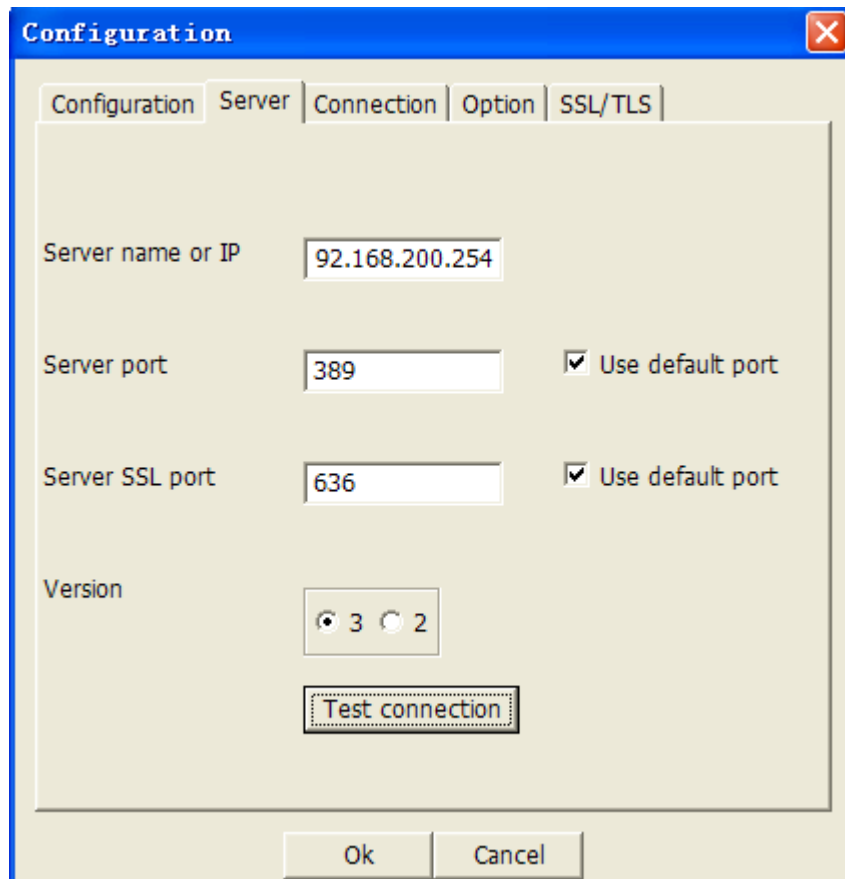 Configuration
Configuration Server Connection Option SSL/TLS
Server name or IP 92.168.200.254
Server port 389 Use default port
Server SSL port 636 Use default port
Version 3 2
Test connection
Ok Cancel